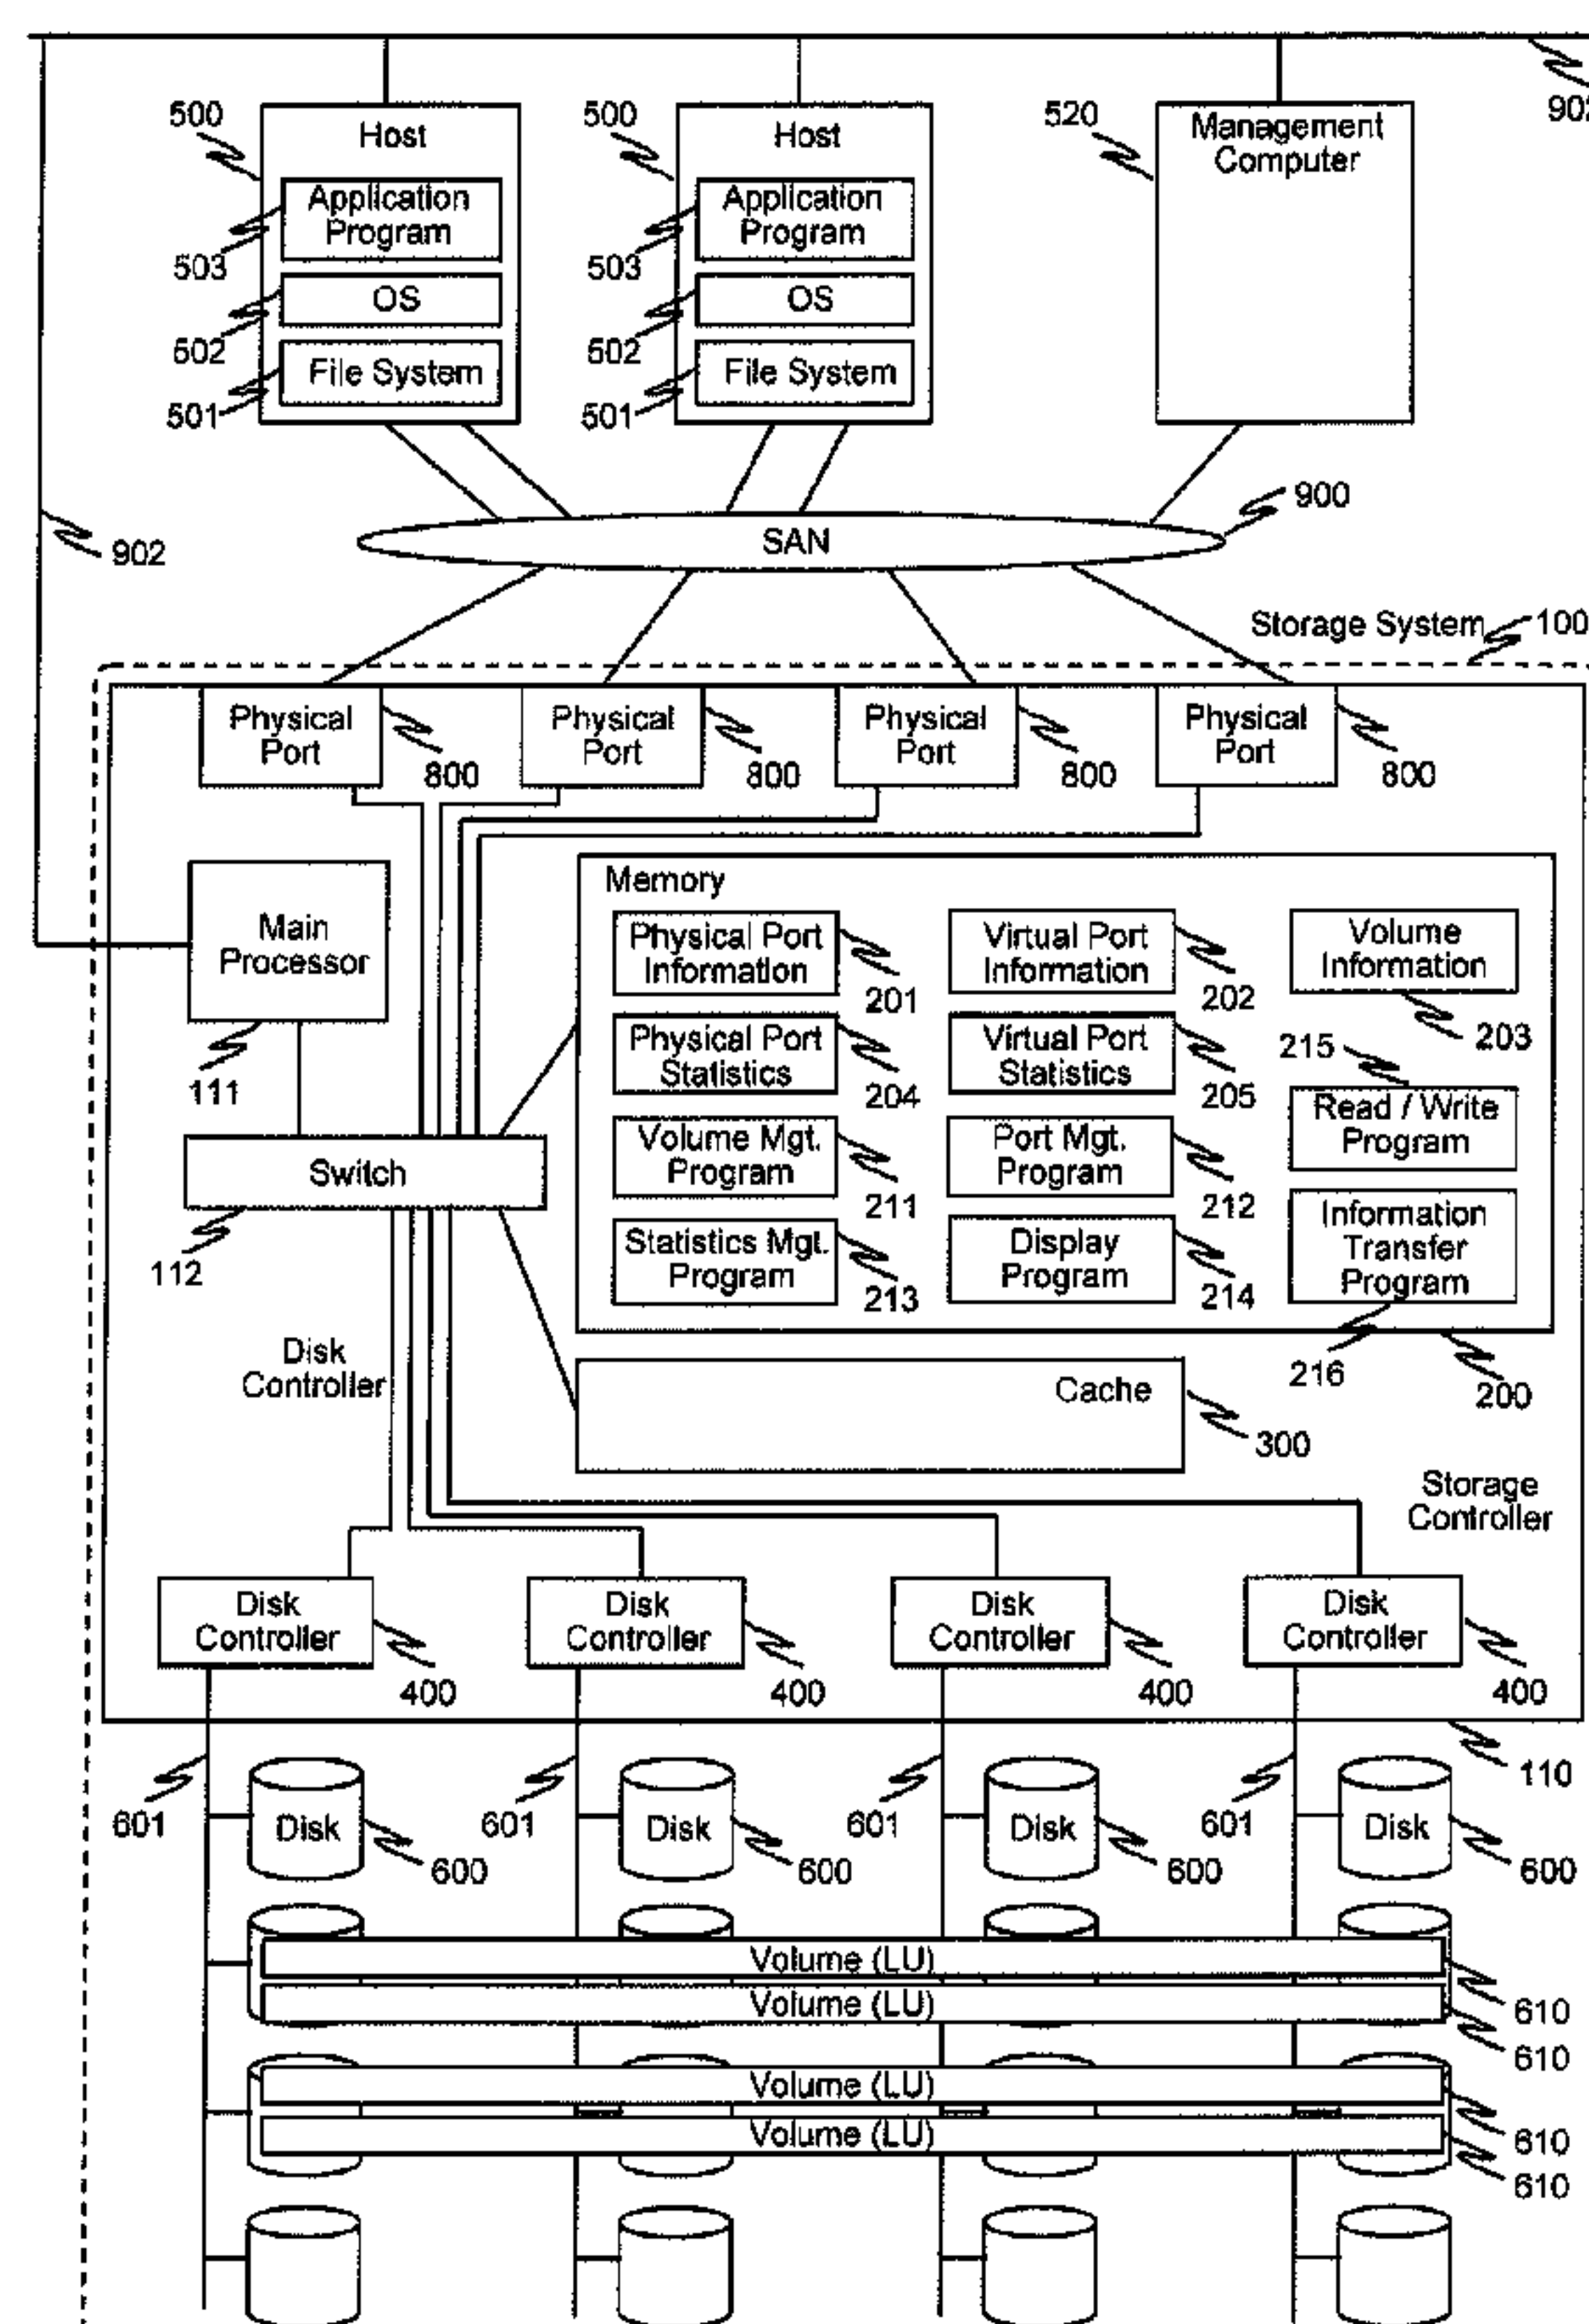 902
500
Host
500
Host
520
Management
Computer
Application
Program
503
Application
Program
503
OS
502
OS
502
File System
501
File System
501
900
SAN
902
Storage System
100
Physical
Port
800
Physical
Port
800
Physical
Port
800
Physical
Port
800
Main
Processor
111
Memory
Physical Port
Information
201
Virtual Port
Information
202
Volume
Information
203
Physical Port
Statistics
204
Virtual Port
Statistics
205
215
Read / Write
Program
Volume Mgt.
Program
211
Port Mgt.
Program
212
Switch
112
Statistics Mgt.
Program
213
Display
Program
214
Information
Transfer
Program
216
200
Disk
Controller
Cache
300
Storage
Controller
Disk
Controller
400
Disk
Controller
400
Disk
Controller
400
Disk
Controller
400
110
601
Disk
600
601
Disk
600
601
Disk
600
601
Disk
600
Volume (LU)
610
Volume (LU)
610
Volume (LU)
610
Volume (LU)
610